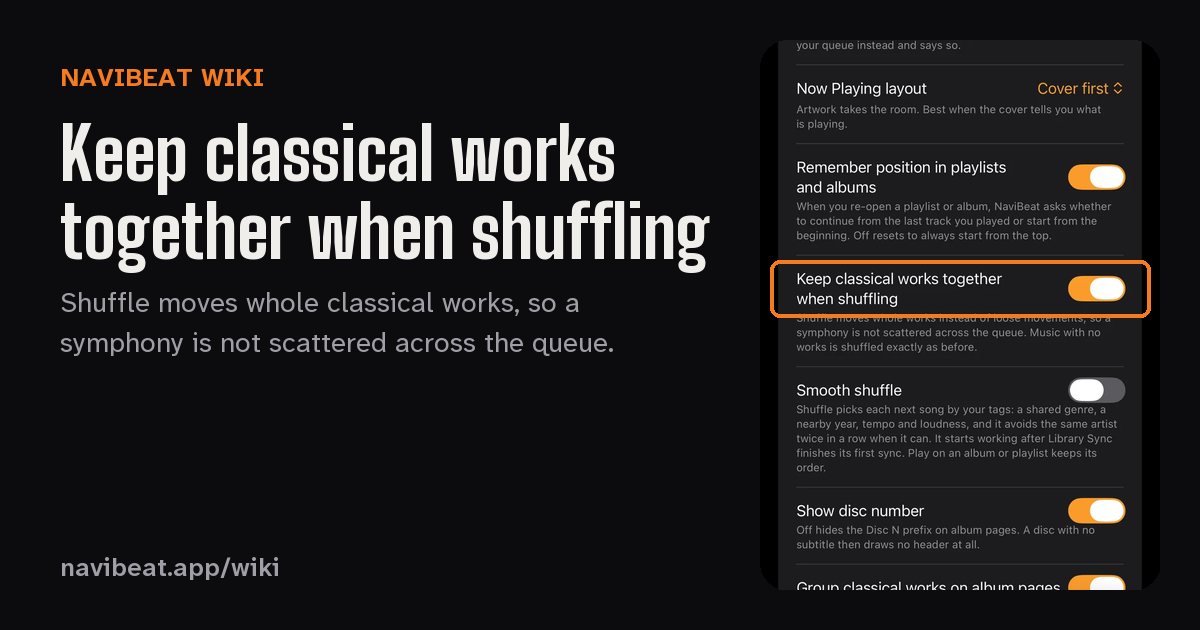 NAVIBEAT WIKI
Keep classical works
together when shuffling
Shuffle moves whole classical works, so a
symphony is not scattered across the queue.
navibeat.app/wiki
your queue instead and says so.
Now Playing layout
Cover first
Artwork takes the room. Best when the cover tells you what
is playing.
Remember position in playlists
and albums
When you re-open a playlist or album, NaviBeat asks whether
to continue from the last track you played or start from the
beginning. Off resets to always start from the top.
Keep classical works together
when shuffling
Shuffle moves whole works instead of loose movements, so a
symphony is not scattered across the queue. Music with no
works is shuffled exactly as before.
Smooth shuffle
Shuffle picks each next song by your tags: a shared genre, a
nearby year, tempo and loudness, and it avoids the same artist
twice in a row when it can. It starts working after Library Sync
finishes its first sync. Play on an album or playlist keeps its
order.
Show disc number
Off hides the Disc N prefix on album pages. A disc with no
subtitle then draws no header at all.
Group classical works on album pages